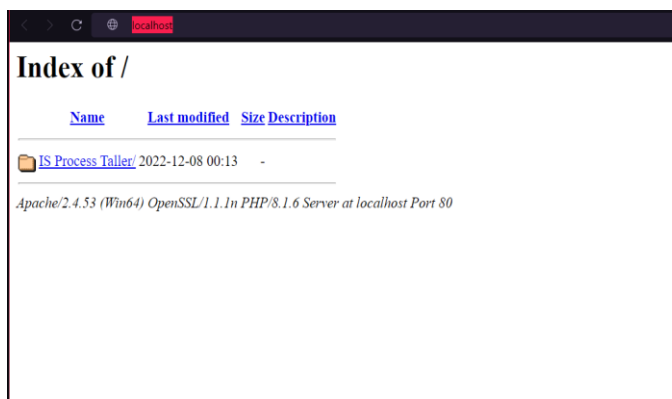 localhost
Index of /
Name Last modified Size Description
IS Process Taller/ 2022-12-08 00:13 -
Apache/2.4.53 (Win64) OpenSSL/1.1.1n PHP/8.1.6 Server at localhost Port 80